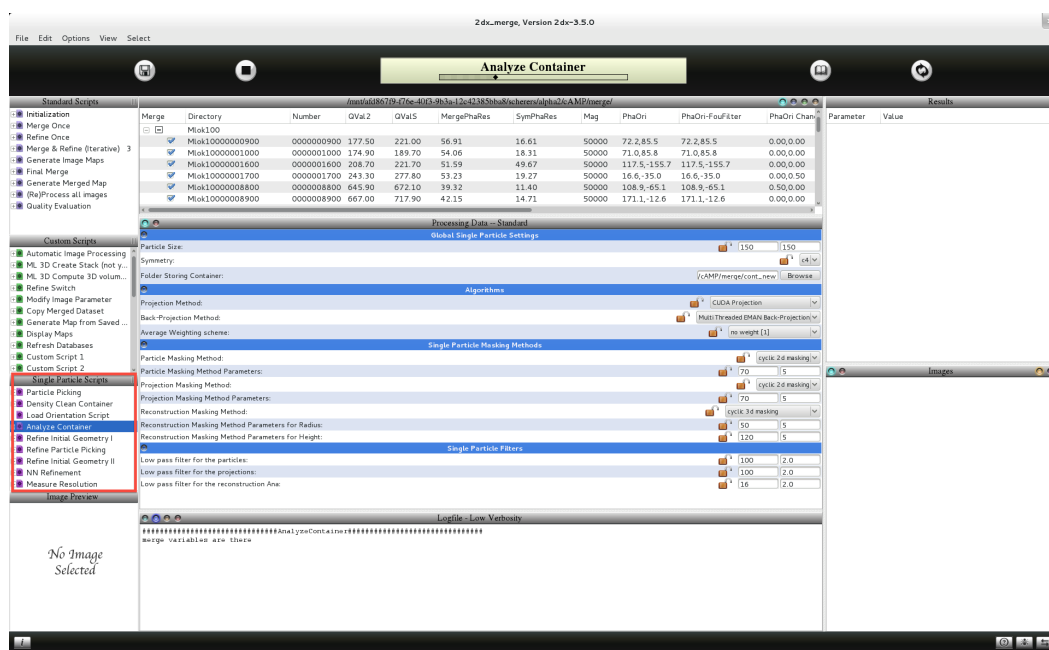 2dx_merge, Version 2dx-3.5.0
File Edit Options View Select
Analyze Container
Standard Scripts
Initialization
Merge Once
Refine Once
Merge & Refine (Iterative) 3
Generate Image Maps
Final Merge
Generate Merged Map
(Re)Process all images
Quality Evaluation
Custom Scripts
Automatic Image Processing
ML 3D Create Stack (not y...
ML 3D Compute 3D volum...
Refine Switch
Modify Image Parameter
Copy Merged Dataset
Generate Map from Saved ...
Display Maps
Refresh Databases
Custom Script 1
Custom Script 2
Single Particle Scripts
Particle Picking
Density Clean Container
Load Orientation Script
Analyze Container
Refine Initial Geometry I
Refine Particle Picking
Refine Initial Geometry II
NN Refinement
Measure Resolution
Image Preview
No Image
Selected
/mnt/afd867f9-f76e-40f3-9b3a-12c42385bba8/scherers/alpha2/cAMP/merge/
Merge Directory Number QVal2 QValS MergePhaRes SymPhaRes Mag PhaOri PhaOri-FouFilter PhaOri Chan
Mlok100
Mlok10000000900 0000000900 177.50 221.00 56.91 16.61 50000 72.2,85.5 72.2,85.5 0.00,0.00
Mlok10000001000 0000001000 174.90 189.70 54.06 18.31 50000 71.0,85.8 71.0,85.8 0.00,0.00
Mlok10000001600 0000001600 208.70 221.70 51.59 49.67 50000 117.5,-155.7 117.5,-155.7 0.00,0.00
Mlok10000001700 0000001700 243.30 277.80 53.23 19.27 50000 16.6,-35.0 16.6,-35.0 0.00,0.50
Mlok10000008800 0000008800 645.90 672.10 39.32 11.40 50000 108.9,-65.1 108.9,-65.1 0.50,0.00
Mlok10000008900 0000008900 667.00 717.90 42.15 14.71 50000 171.1,-12.6 171.1,-12.6 0.00,0.00
Processing Data -- Standard
Global Single Particle Settings
Particle Size: 150 150
Symmetry: c4
Folder Storing Container: /cAMP/merge/cont_new Browse
Algorithms
Projection Method: CUDA Projection
Back-Projection Method: Multi Threaded EMAN Back-Projection
Average Weighting scheme: no weight [1]
Single Particle Masking Methods
Particle Masking Method: cyclic 2d masking
Particle Masking Method Parameters: 70 5
Projection Masking Method: cyclic 2d masking
Projection Masking Method Parameters: 70 5
Reconstruction Masking Method: cyclic 3d masking
Reconstruction Masking Method Parameters for Radius: 50 5
Reconstruction Masking Method Parameters for Height: 120 5
Single Particle Filters
Low pass filter for the particles: 100 2.0
Low pass filter for the projections: 100 2.0
Low pass filter for the reconstruction Ana: 16 2.0
Logfile - Low Verbosity
################################AnalyzeContainer################################
merge variables are there
Results
Parameter Value
Images